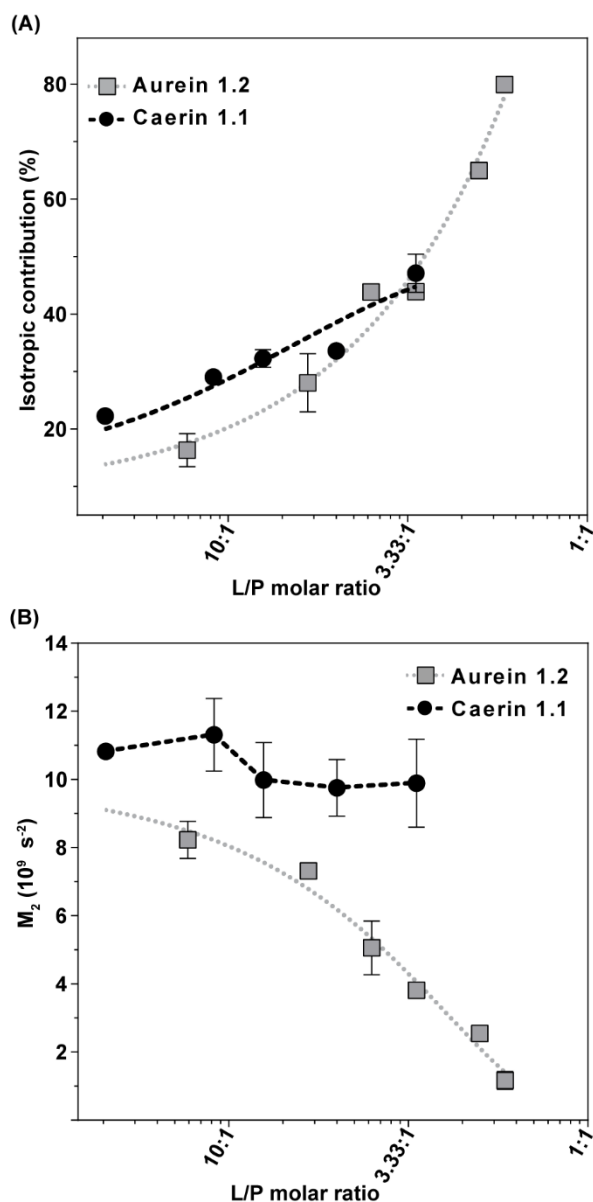 (A)
80
60
40
20
Isotropic contribution (%)
Aurein 1.2
Caerin 1.1
10:1
3.33:1
1:1
L/P molar ratio
(B)
14
12
10
8
6
4
2
M₂ (10⁹ s⁻²)
Aurein 1.2
Caerin 1.1
10:1
3.33:1
1:1
L/P molar ratio